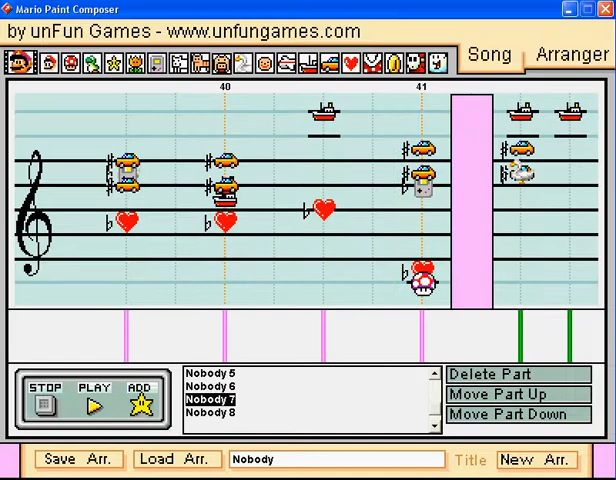 Mario Paint Composer
by unFun Games - www.unfungames.com
Song
Arranger
40
41
STOP
PLAY
ADD
Nobody 5
Nobody 6
Nobody 7
Nobody 8
Delete Part
Move Part Up
Move Part Down
Save Arr.
Load Arr.
Nobody
Title
New Arr.